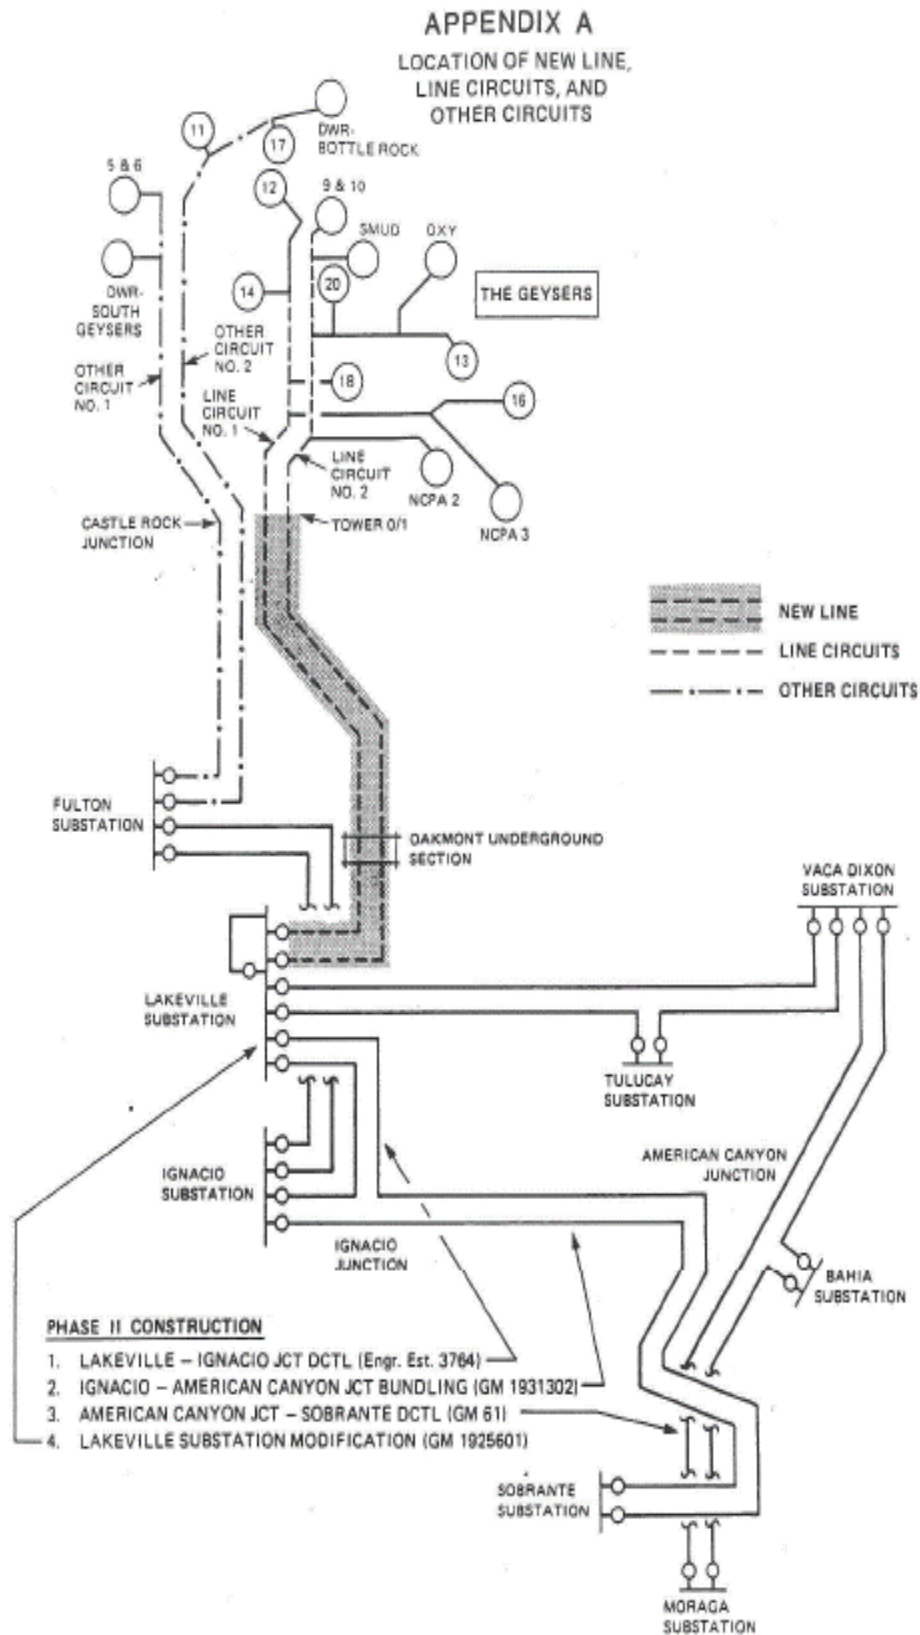 APPENDIX A
LOCATION OF NEW LINE,
LINE CIRCUITS, AND
OTHER CIRCUITS
11
17
DWR-
BOTTLE ROCK
5 & 6
12
9 & 10
SMUD
OXY
DWR-
SOUTH
GEYSERS
14
20
THE GEYSERS
OTHER
CIRCUIT
NO. 2
13
OTHER
CIRCUIT
NO. 1
18
LINE
CIRCUIT
NO. 1
16
LINE
CIRCUIT
NO. 2
NCPA 2
CASTLE ROCK
JUNCTION
TOWER 0/1
NCPA 3
NEW LINE
LINE CIRCUITS
OTHER CIRCUITS
FULTON
SUBSTATION
OAKMONT UNDERGROUND
SECTION
VACA DIXON
SUBSTATION
LAKEVILLE
SUBSTATION
TULUCAY
SUBSTATION
AMERICAN CANYON
JUNCTION
IGNACIO
SUBSTATION
IGNACIO
JUNCTION
BAHIA
SUBSTATION
PHASE II CONSTRUCTION
1. LAKEVILLE – IGNACIO JCT DCTL (Engr. Est. 3764)
2. IGNACIO – AMERICAN CANYON JCT BUNDLING (GM 1931302)
3. AMERICAN CANYON JCT – SOBRANTE DCTL (GM 61)
4. LAKEVILLE SUBSTATION MODIFICATION (GM 1925601)
SOBRANTE
SUBSTATION
MORAGA
SUBSTATION